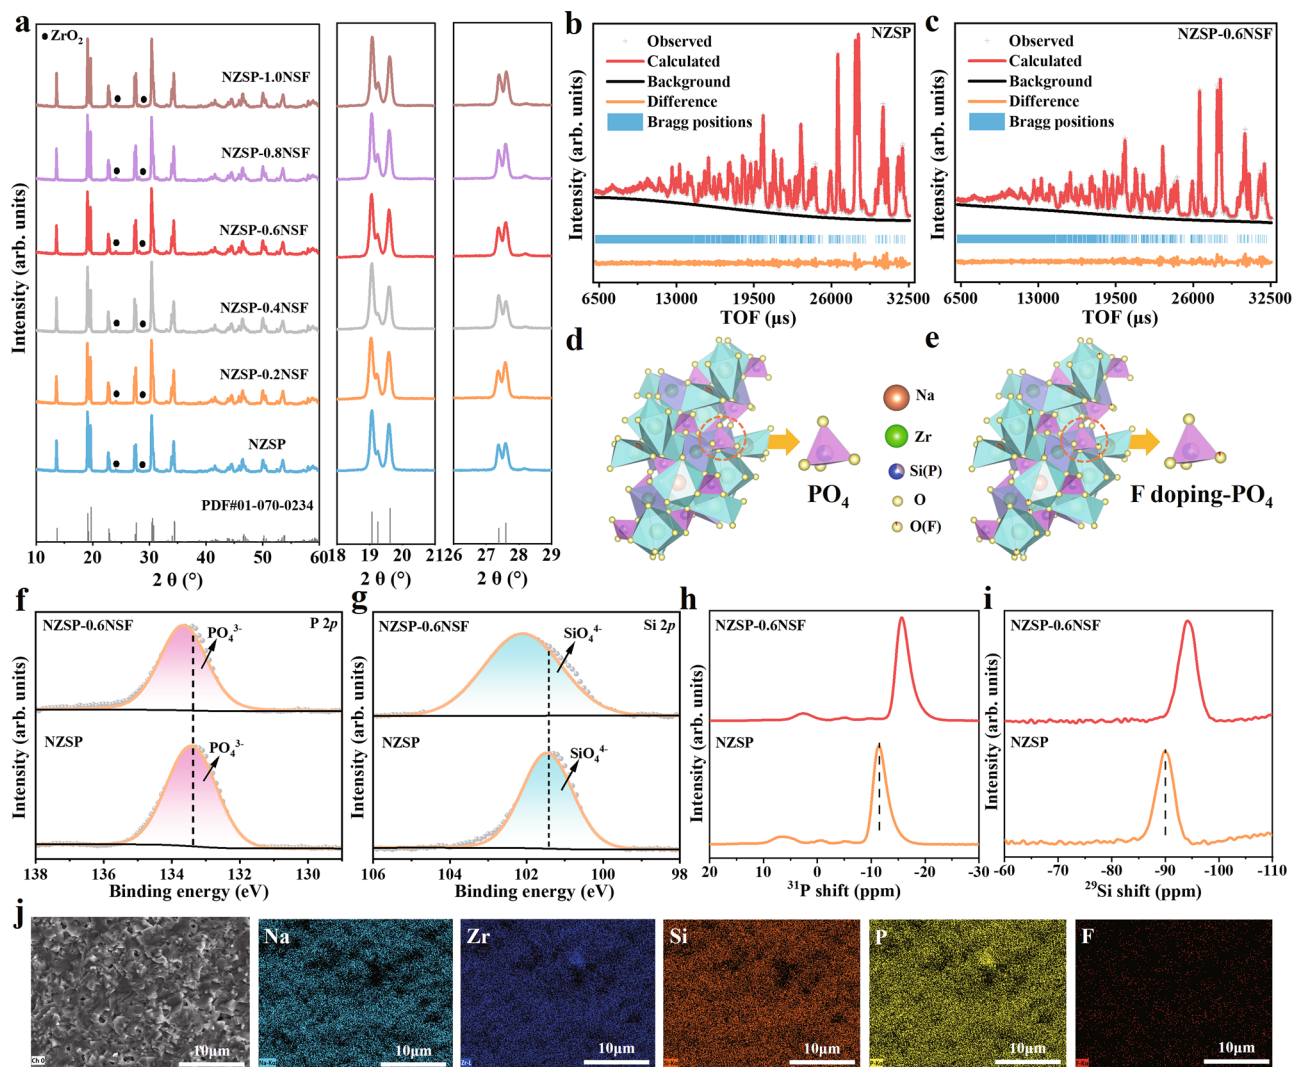 a
ZrO2
NZSP-1.0NSF
NZSP-0.8NSF
NZSP-0.6NSF
NZSP-0.4NSF
NZSP-0.2NSF
NZSP
PDF#01-070-0234
Intensity (arb. units)
10 20 30 40 50 60
2 θ (°)
18 19 20 21
2 θ (°)
26 27 28 29
2 θ (°)
b
NZSP
Observed
Calculated
Background
Difference
Bragg positions
Intensity (arb. units)
6500 13000 19500 26000 32500
TOF (μs)
c
NZSP-0.6NSF
Observed
Calculated
Background
Difference
Bragg positions
Intensity (arb. units)
6500 13000 19500 26000 32500
TOF (μs)
d
PO4
Na
Zr
Si(P)
O
O(F)
e
F doping-PO4
f
NZSP-0.6NSF
P 2p
PO4 3-
NZSP
PO4 3-
Intensity (arb. units)
138 136 134 132 130
Binding energy (eV)
g
NZSP-0.6NSF
Si 2p
SiO4 4-
NZSP
SiO4 4-
Intensity (arb. units)
106 104 102 100 98
Binding energy (eV)
h
NZSP-0.6NSF
NZSP
Intensity (arb. units)
20 10 0 -10 -20 -30
31P shift (ppm)
i
NZSP-0.6NSF
NZSP
Intensity (arb. units)
-60 -70 -80 -90 -100 -110
29Si shift (ppm)
j
10μm
Na
10μm
Zr
10μm
Si
10μm
P
10μm
F
10μm